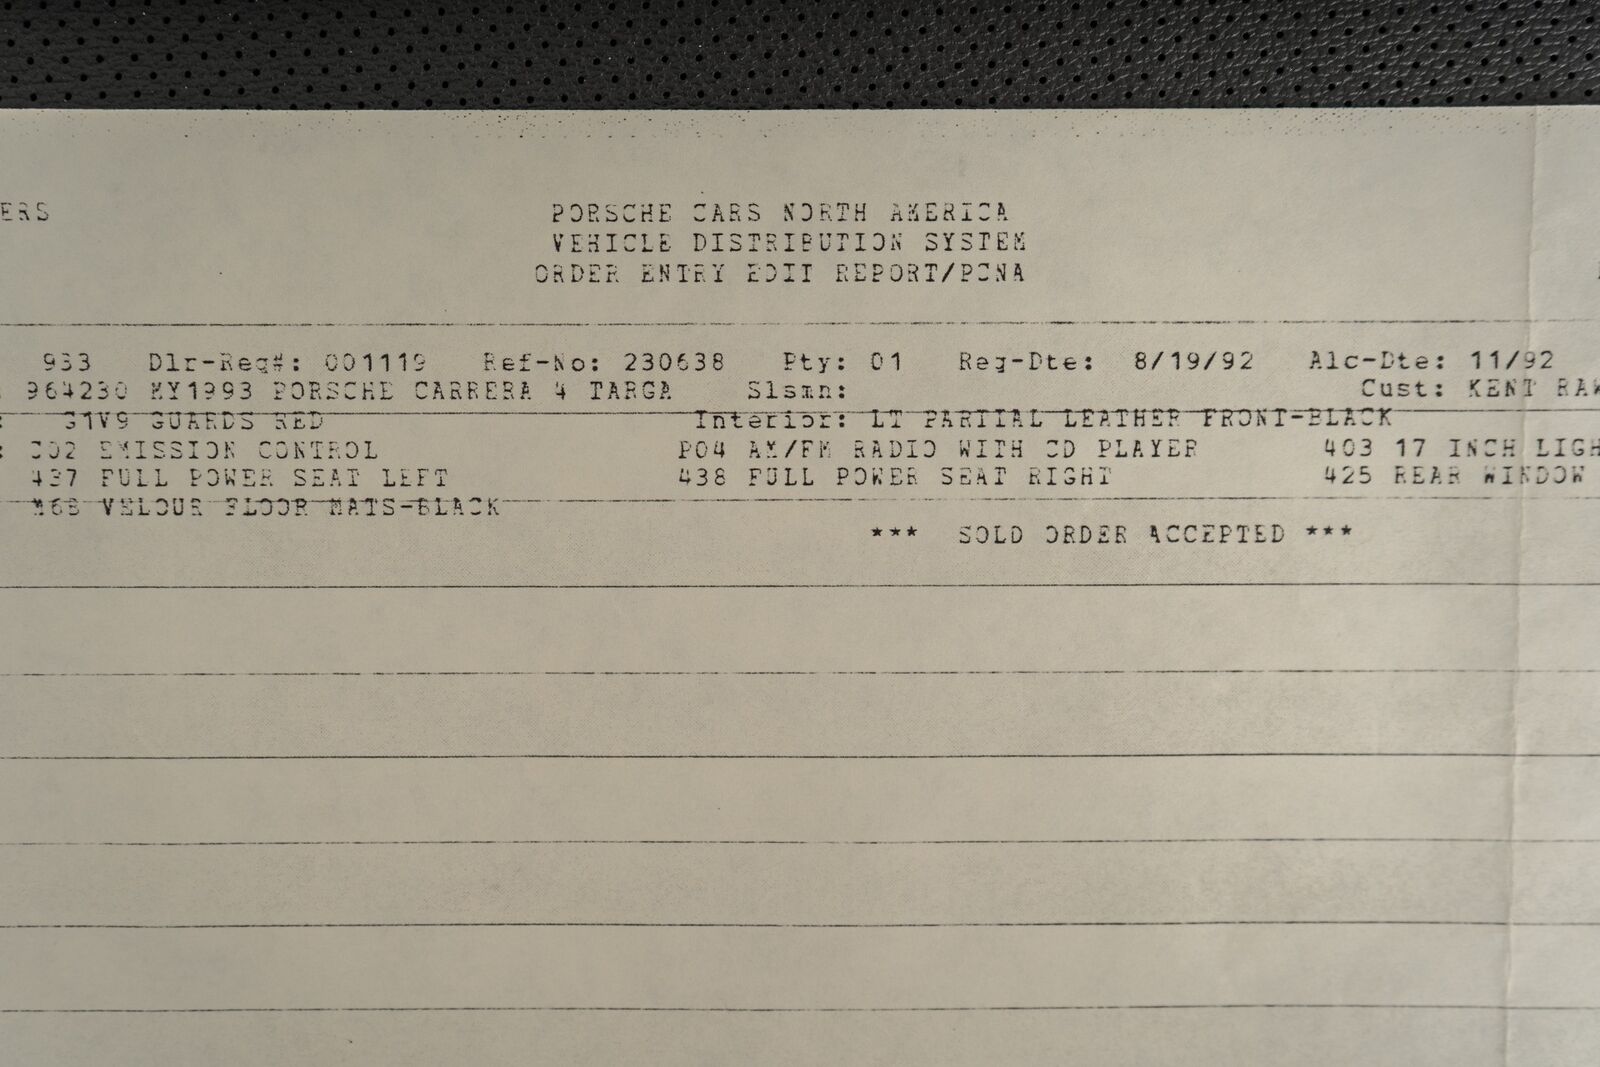 ERS PORSCHE CARS NORTH AMERICA
VEHICLE DISTRIBUTION SYSTEM
ORDER ENTRY EDIT REPORT/PCNA
933 Dlr-Req#: 001119 Ref-No: 230638 Pty: 01 Reg-Dte: 8/19/92 Alc-Dte: 11/92
964230 MY1993 PORSCHE CARRERA 4 TARGA Slsmn: Cust: KENT
: G1V9 GUARDS RED Interior: LT PARTIAL LEATHER FRONT-BLACK
: C02 EMISSION CONTROL P04 AM/FM RADIO WITH CD PLAYER 403 17 INCH LIGH
437 FULL POWER SEAT LEFT 438 FULL POWER SEAT RIGHT 425 REAR WINDOW
VELOUR FLOOR MATS-BLACK
*** SOLD ORDER ACCEPTED ***